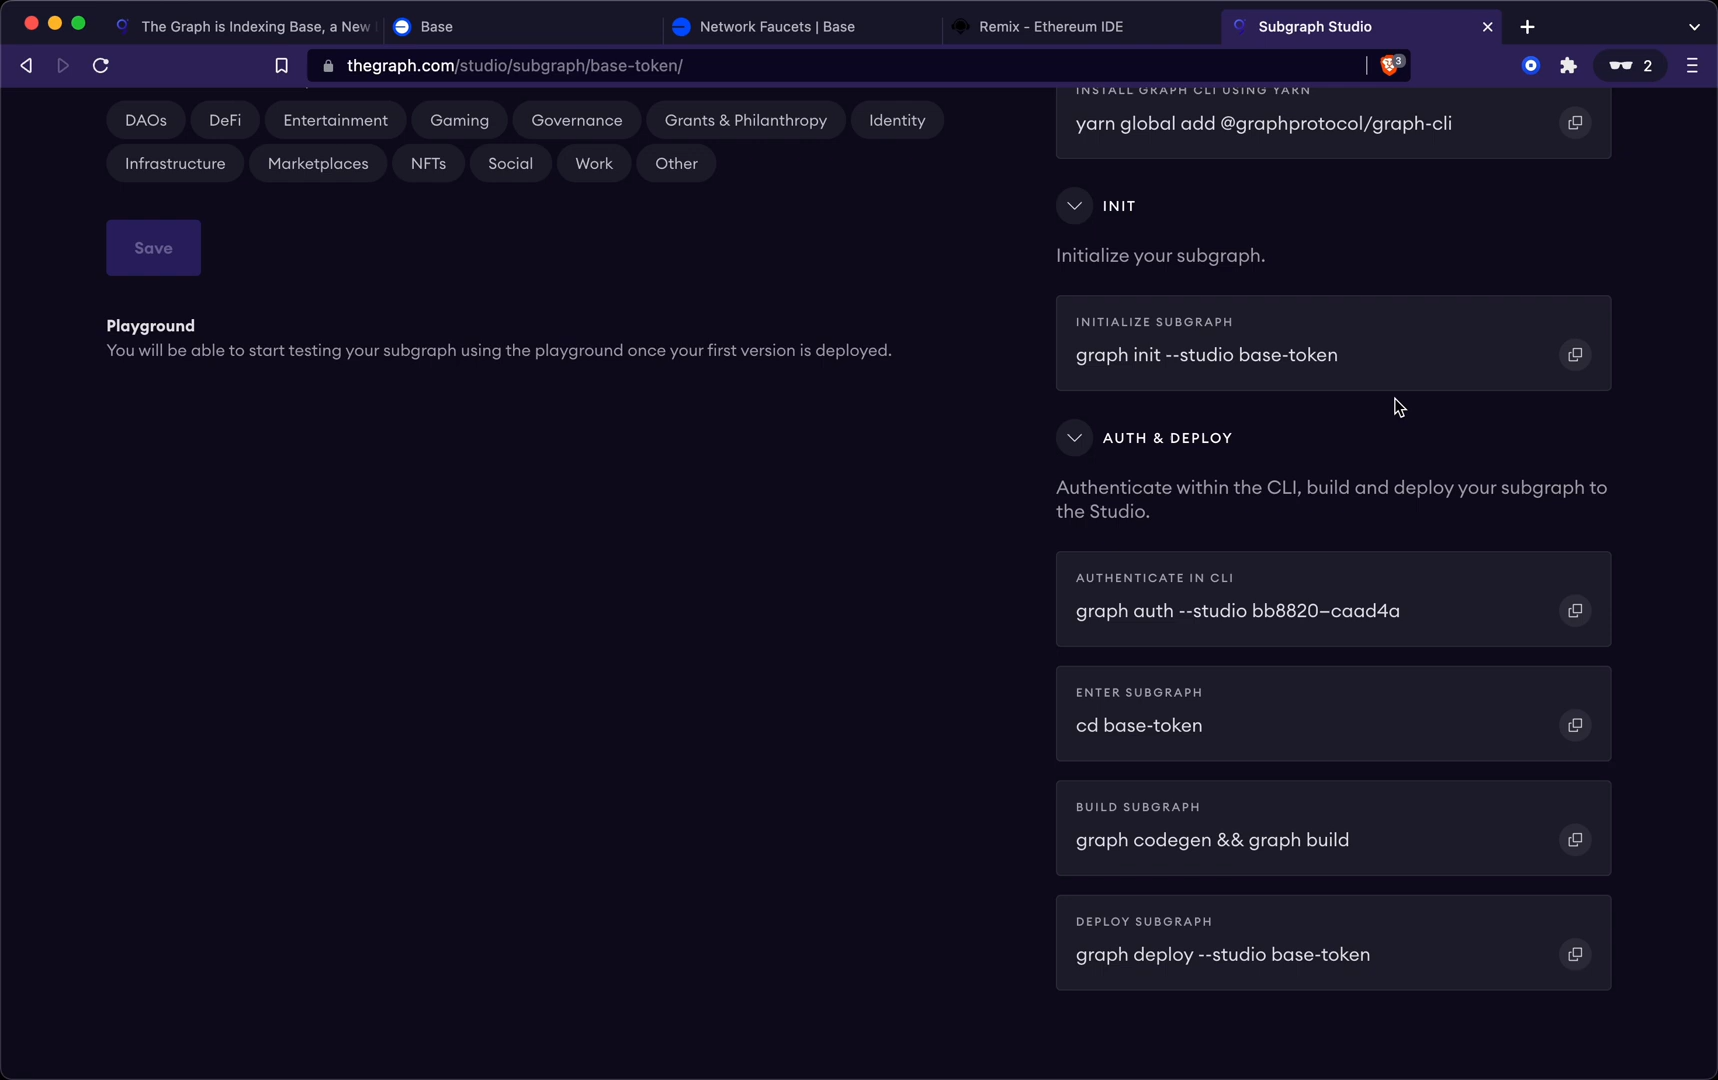 The Graph is Indexing Base, a New
Base
Network Faucets | Base
Remix - Ethereum IDE
Subgraph Studio
thegraph.com/studio/subgraph/base-token/
3
2
DAOs
DeFi
Entertainment
Gaming
Governance
Grants & Philanthropy
Identity
Infrastructure
Marketplaces
NFTs
Social
Work
Other
Save
Playground
You will be able to start testing your subgraph using the playground once your first version is deployed.
INSTALL GRAPH CLI USING YARN
yarn global add @graphprotocol/graph-cli
INIT
Initialize your subgraph.
INITIALIZE SUBGRAPH
graph init --studio base-token
AUTH & DEPLOY
Authenticate within the CLI, build and deploy your subgraph to
the Studio.
AUTHENTICATE IN CLI
graph auth --studio bb8820—caad4a
ENTER SUBGRAPH
cd base-token
BUILD SUBGRAPH
graph codegen && graph build
DEPLOY SUBGRAPH
graph deploy --studio base-token